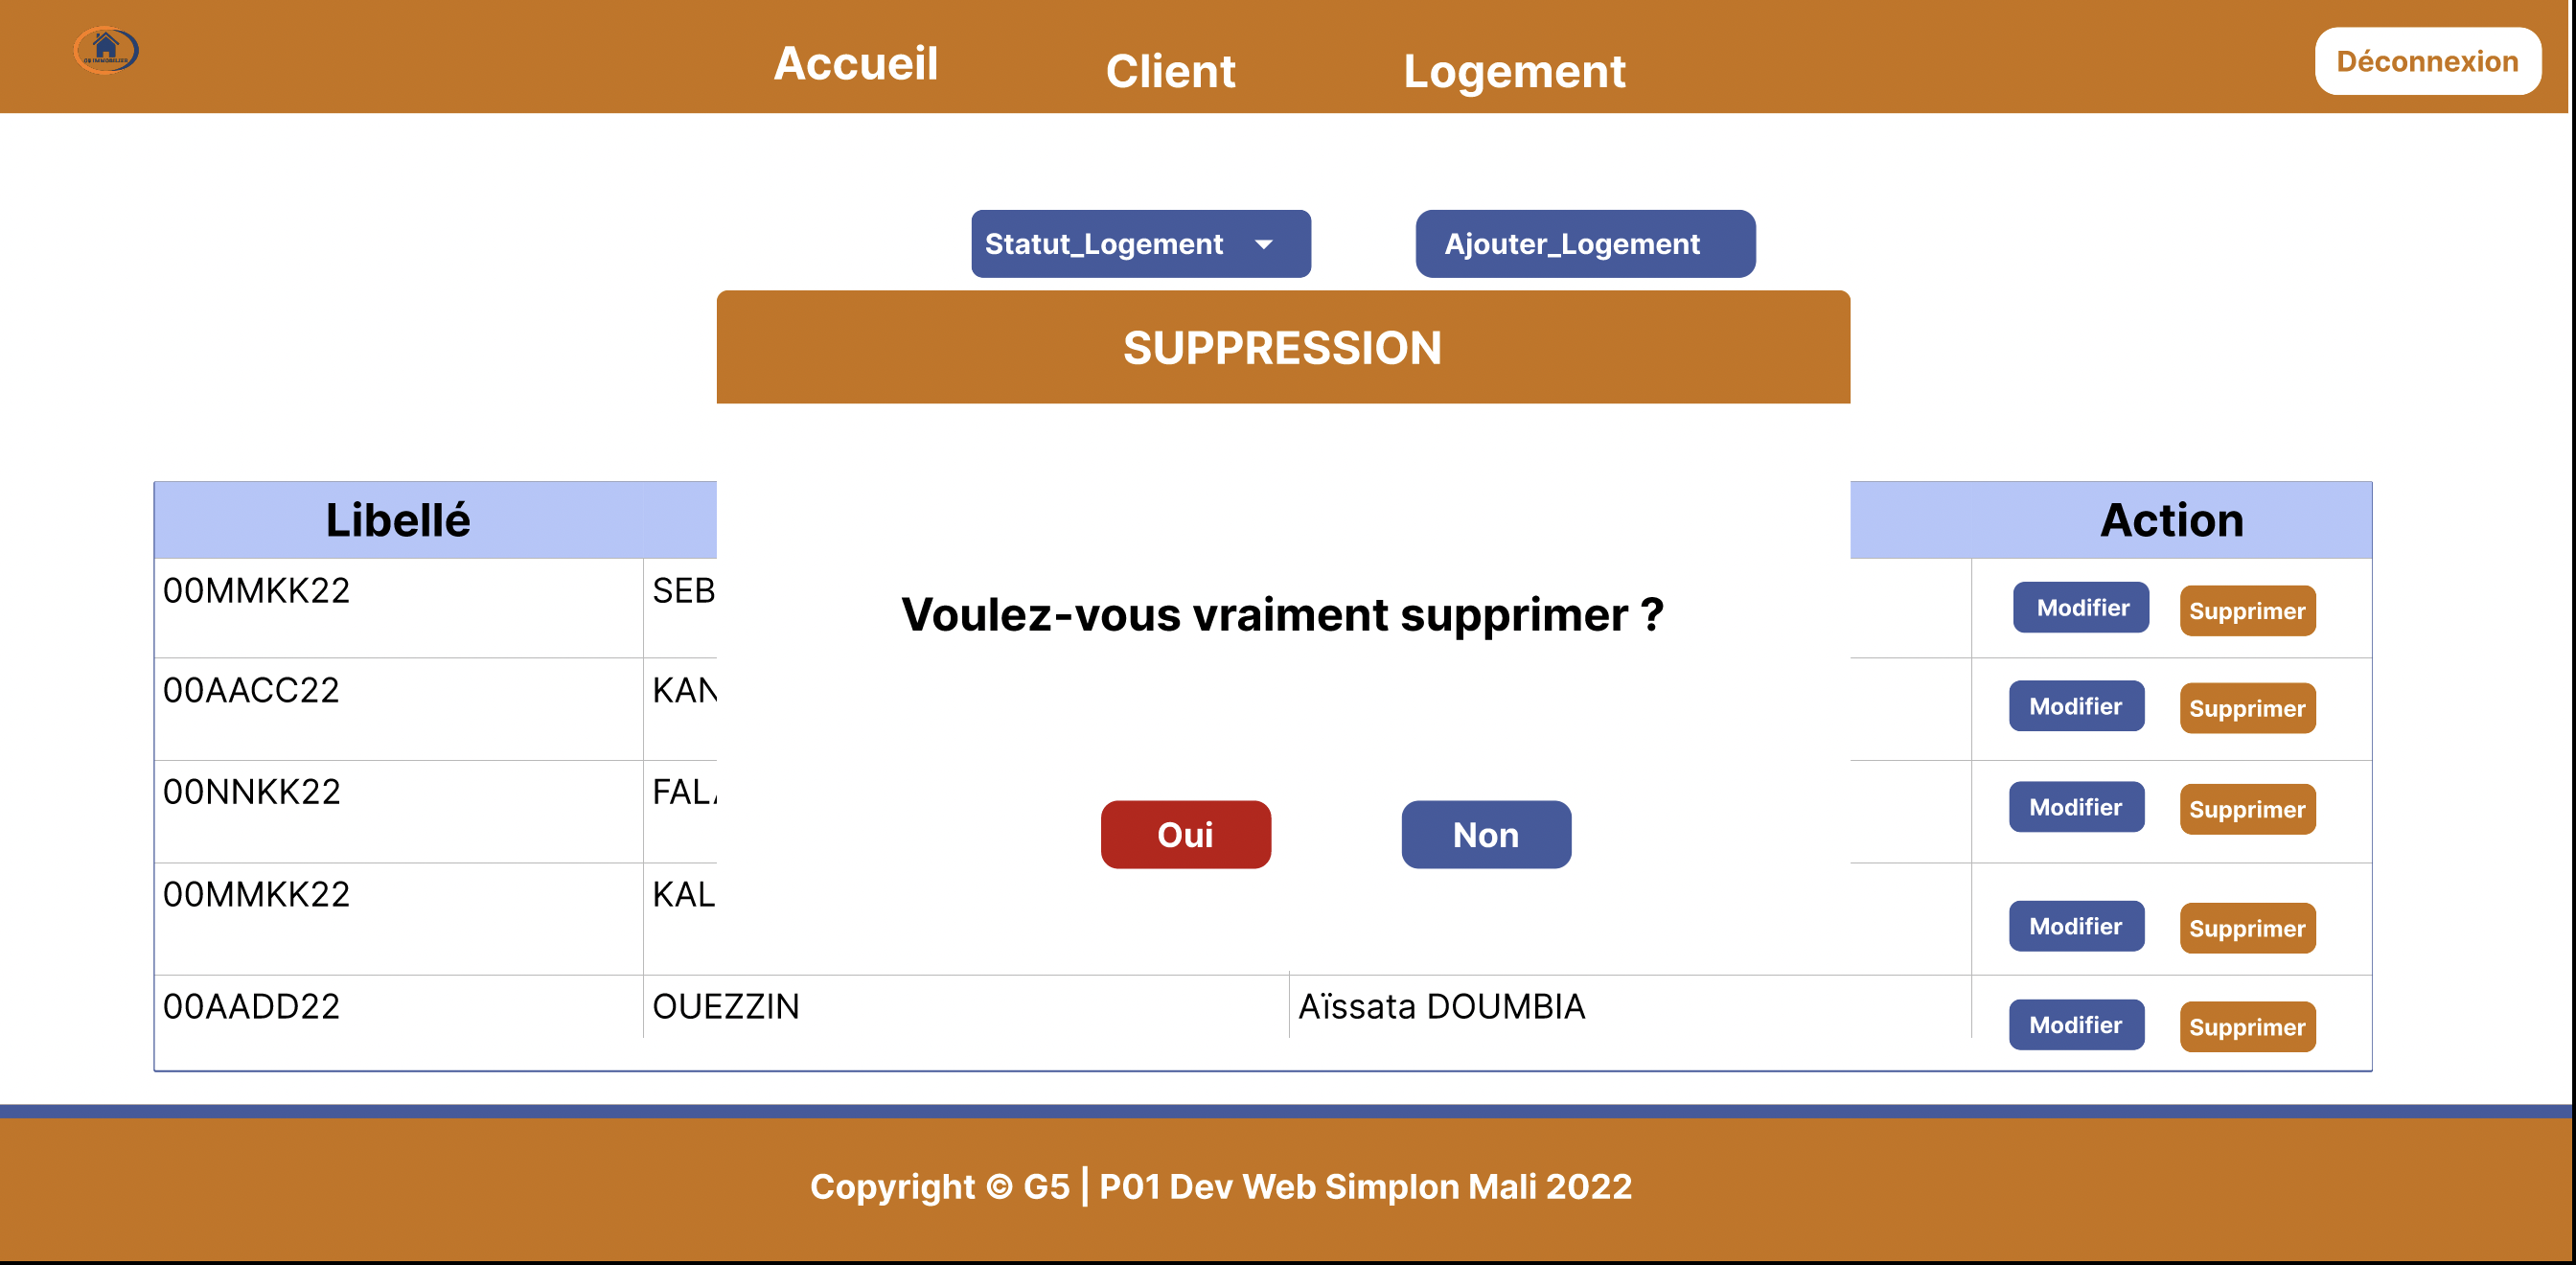 Accueil Client Logement Déconnexion
Statut_Logement Ajouter_Logement
SUPPRESSION
Libellé Action
Voulez-vous vraiment supprimer ?
00MMKK22 SEB Modifier Supprimer
00AACC22 KAN Modifier Supprimer
00NNKK22 FAL Modifier Supprimer
Oui Non
00MMKK22 KAL Modifier Supprimer
00AADD22 OUEZZIN Aïssata DOUMBIA Modifier Supprimer
Copyright © G5 | P01 Dev Web Simplon Mali 2022